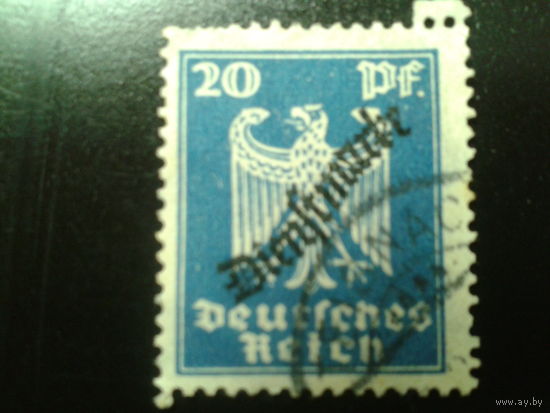 20 Pf.
Dienstmarke
Deutsches
Reich
www.ay.by